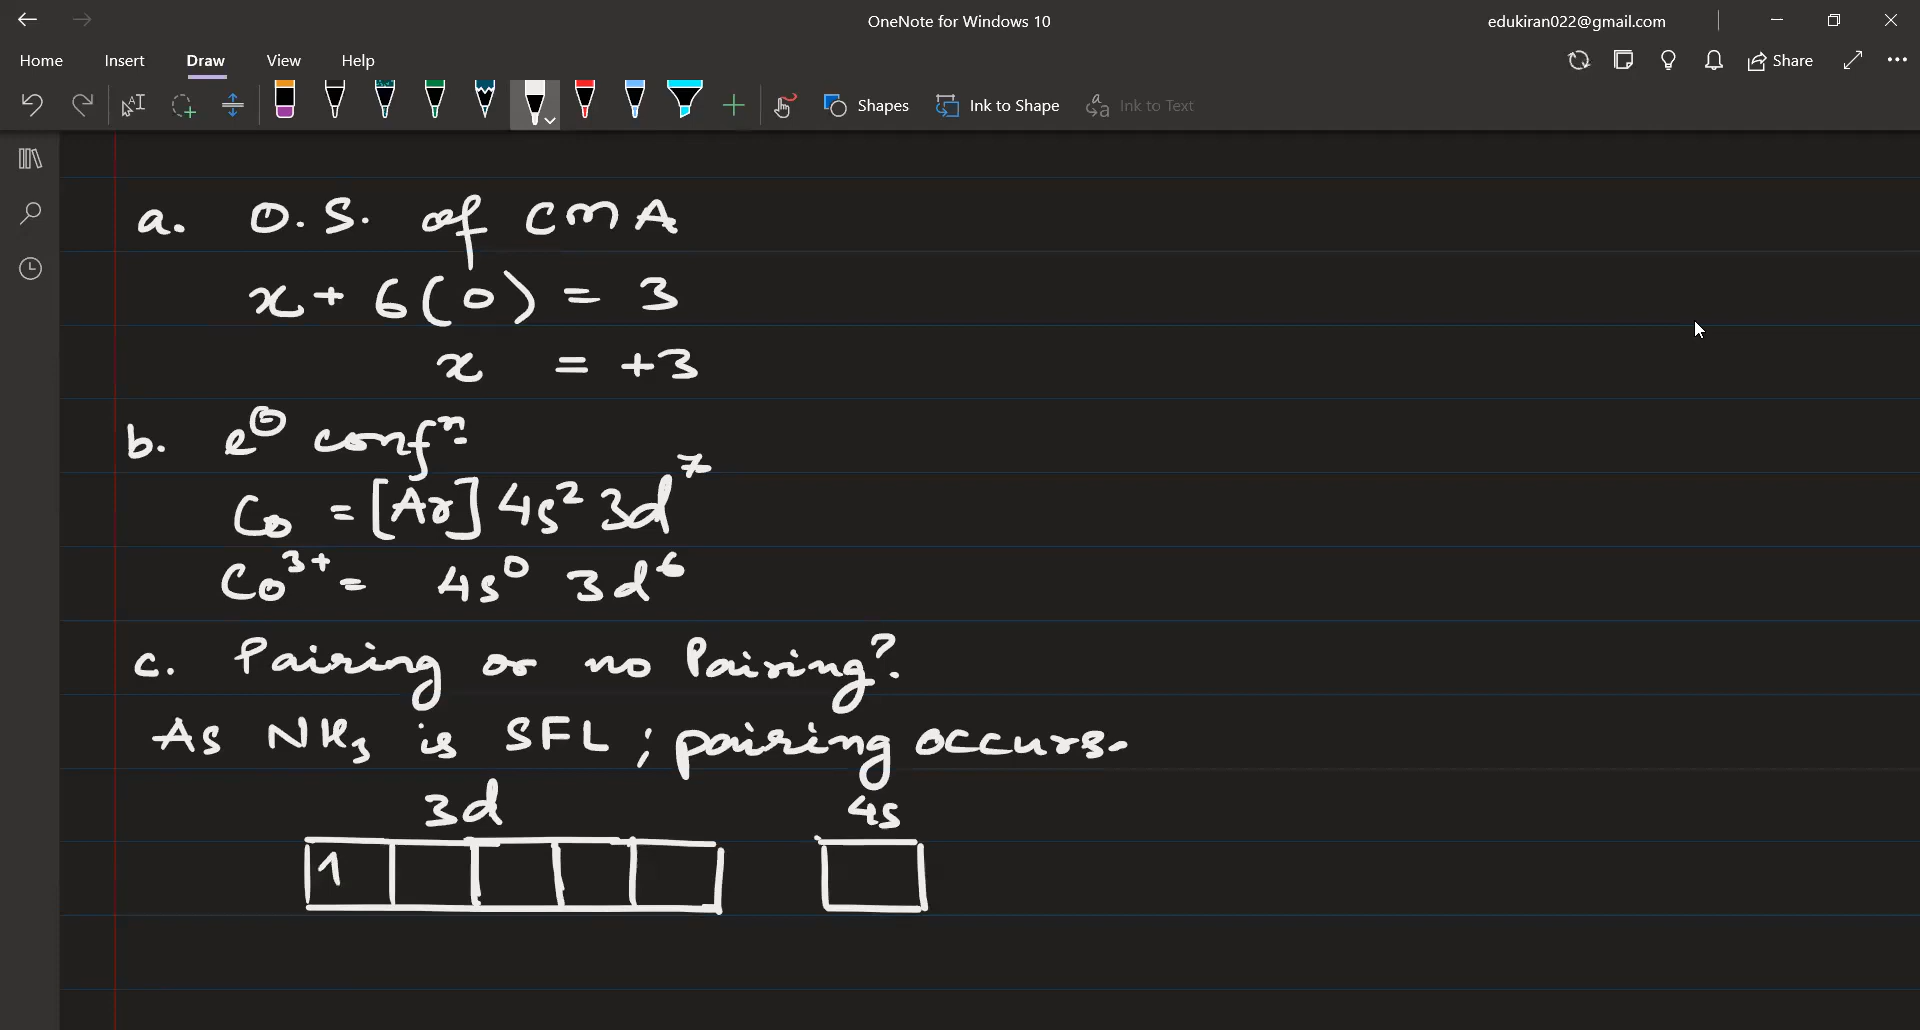 OneNote for Windows 10
edukiran022@gmail.com
Home Insert Draw View Help
Share
Shapes Ink to Shape Ink to Text
a. O.S. of CMA
x + 6(0) = 3
x = +3
b. e⊖ confⁿ
Co = [Ar] 4s² 3d⁷
Co³⁺ = 4s⁰ 3d⁶
c. Pairing or no Pairing?
As NH₃ is SFL ; pairing occurs.
3d 4s
1